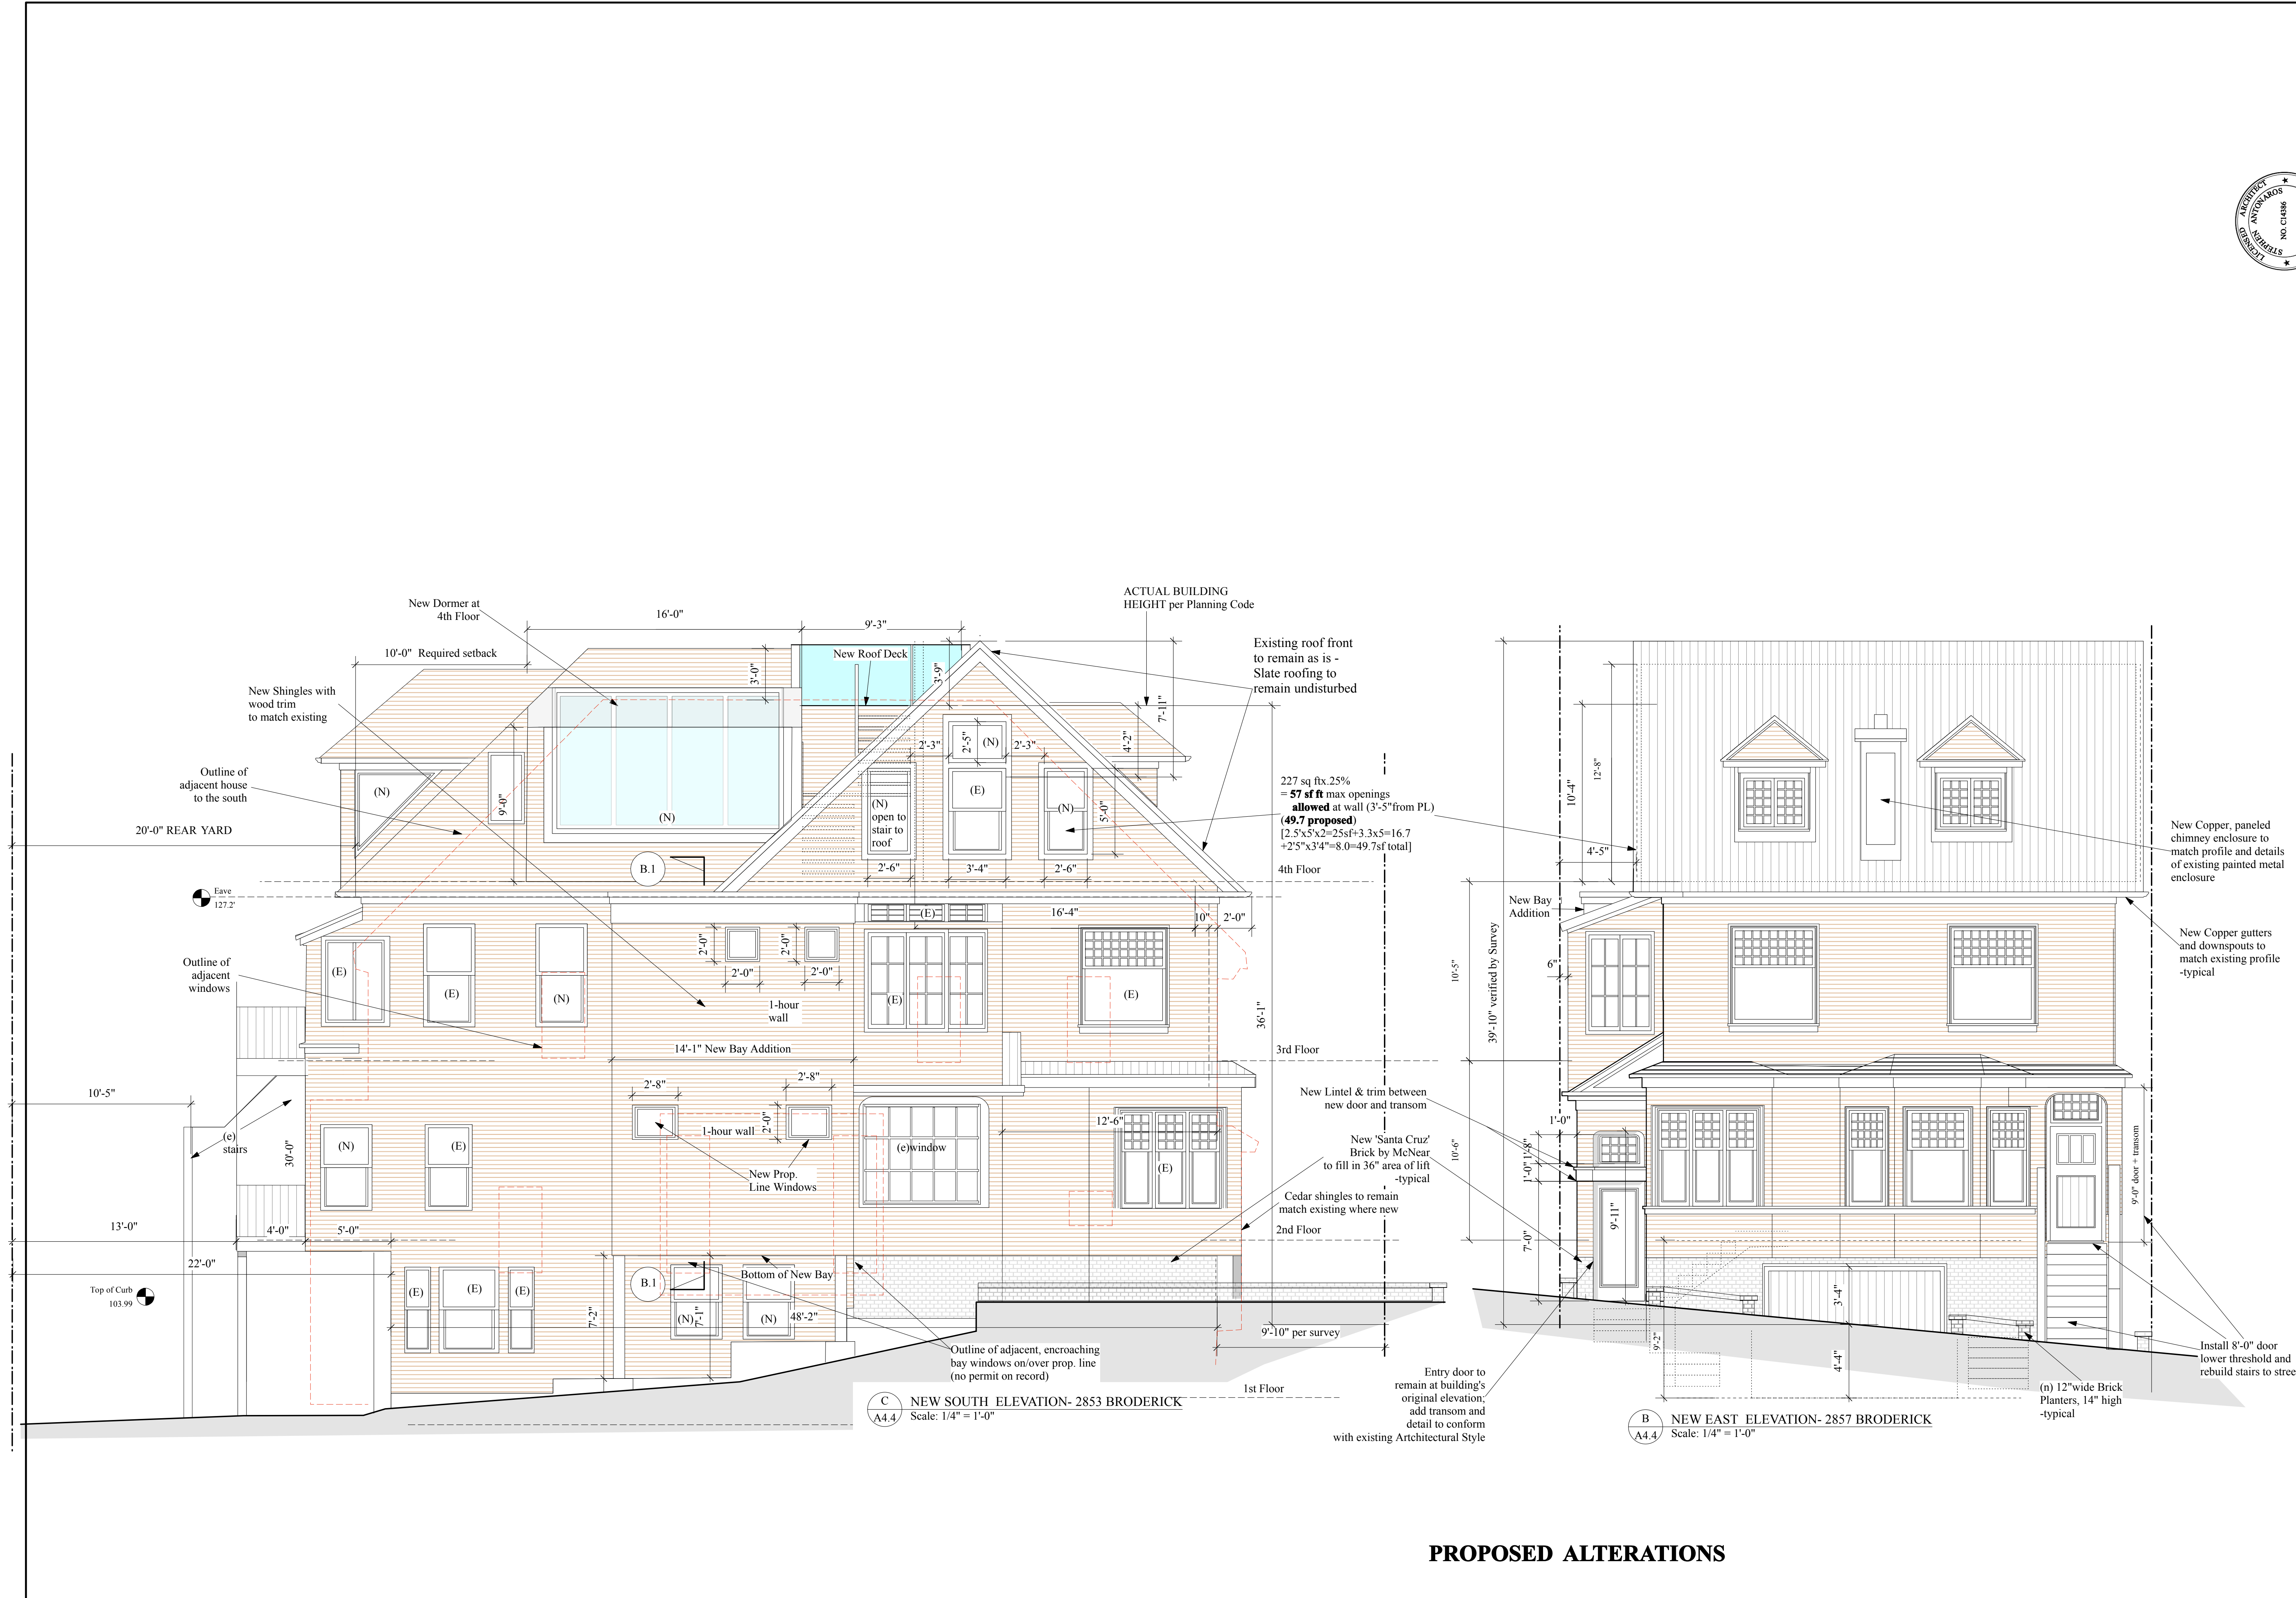 LICENSED ARCHITECT
STEPHEN ANTONAROS
NO. C14386
New Dormer at
4th Floor
16'-0"
9'-3"
ACTUAL BUILDING
HEIGHT per Planning Code
10'-0" Required setback
3'-0"
New Roof Deck
3'-9"
7'-11"
Existing roof front
to remain as is -
Slate roofing to
remain undisturbed
New Shingles with
wood trim
to match existing
Outline of
adjacent house
to the south
20'-0" REAR YARD
(N)
9'-0"
(N)
2'-3"
2'-5"
(N)
2'-3"
4'-2"
(N)
open to
stair to
roof
(E)
(N)
5'-0"
2'-6"
3'-4"
2'-6"
B.1
227 sq ftx.25%
= 57 sf ft max openings
allowed at wall (3'-5"from PL)
(49.7 proposed)
[2.5'x5'x2=25sf+3.3x5=16.7
+2'5"x3'4"=8.0=49.7sf total]
4th Floor
Eave
127.2'
(E)
16'-4"
10"
2'-0"
Outline of
adjacent
windows
(E)
(E)
(N)
2'-0"
2'-0"
2'-0"
2'-0"
1-hour
wall
(E)
(E)
36'-1"
14'-1" New Bay Addition
3rd Floor
10'-5"
(e)
stairs
30'-0"
(N)
(E)
2'-8"
2'-8"
2'-0"
1-hour wall
New Prop.
Line Windows
(e)window
12'-6"
(E)
New Lintel & trim between
new door and transom
New 'Santa Cruz'
Brick by McNear
to fill in 36" area of lift
-typical
Cedar shingles to remain
match existing where new
2nd Floor
13'-0"
4'-0"
5'-0"
22'-0"
Top of Curb
103.99
(E)
(E)
(E)
7'-2"
B.1
Bottom of New Bay
(N)
7'-1"
(N)
48'-2"
9'-10" per survey
Outline of adjacent, encroaching
bay windows on/over prop. line
(no permit on record)
1st Floor
C
A4.4
NEW SOUTH ELEVATION- 2853 BRODERICK
Scale: 1/4" = 1'-0"
39'-10" verified by Survey
10'-4"
12'-8"
4'-5"
New Bay
Addition
6"
10'-5"
10'-6"
1'-0"
1'-8"
1'-0"
7'-0"
9'-11"
9'-2"
3'-4"
4'-4"
9'-0" door + transom
New Copper, paneled
chimney enclosure to
match profile and details
of existing painted metal
enclosure
New Copper gutters
and downspouts to
match existing profile
-typical
Install 8'-0" door
lower threshold and
rebuild stairs to stree
(n) 12"wide Brick
Planters, 14" high
-typical
Entry door to
remain at building's
original elevation;
add transom and
detail to conform
with existing Artchitectural Style
B
A4.4
NEW EAST ELEVATION- 2857 BRODERICK
Scale: 1/4" = 1'-0"
PROPOSED ALTERATIONS